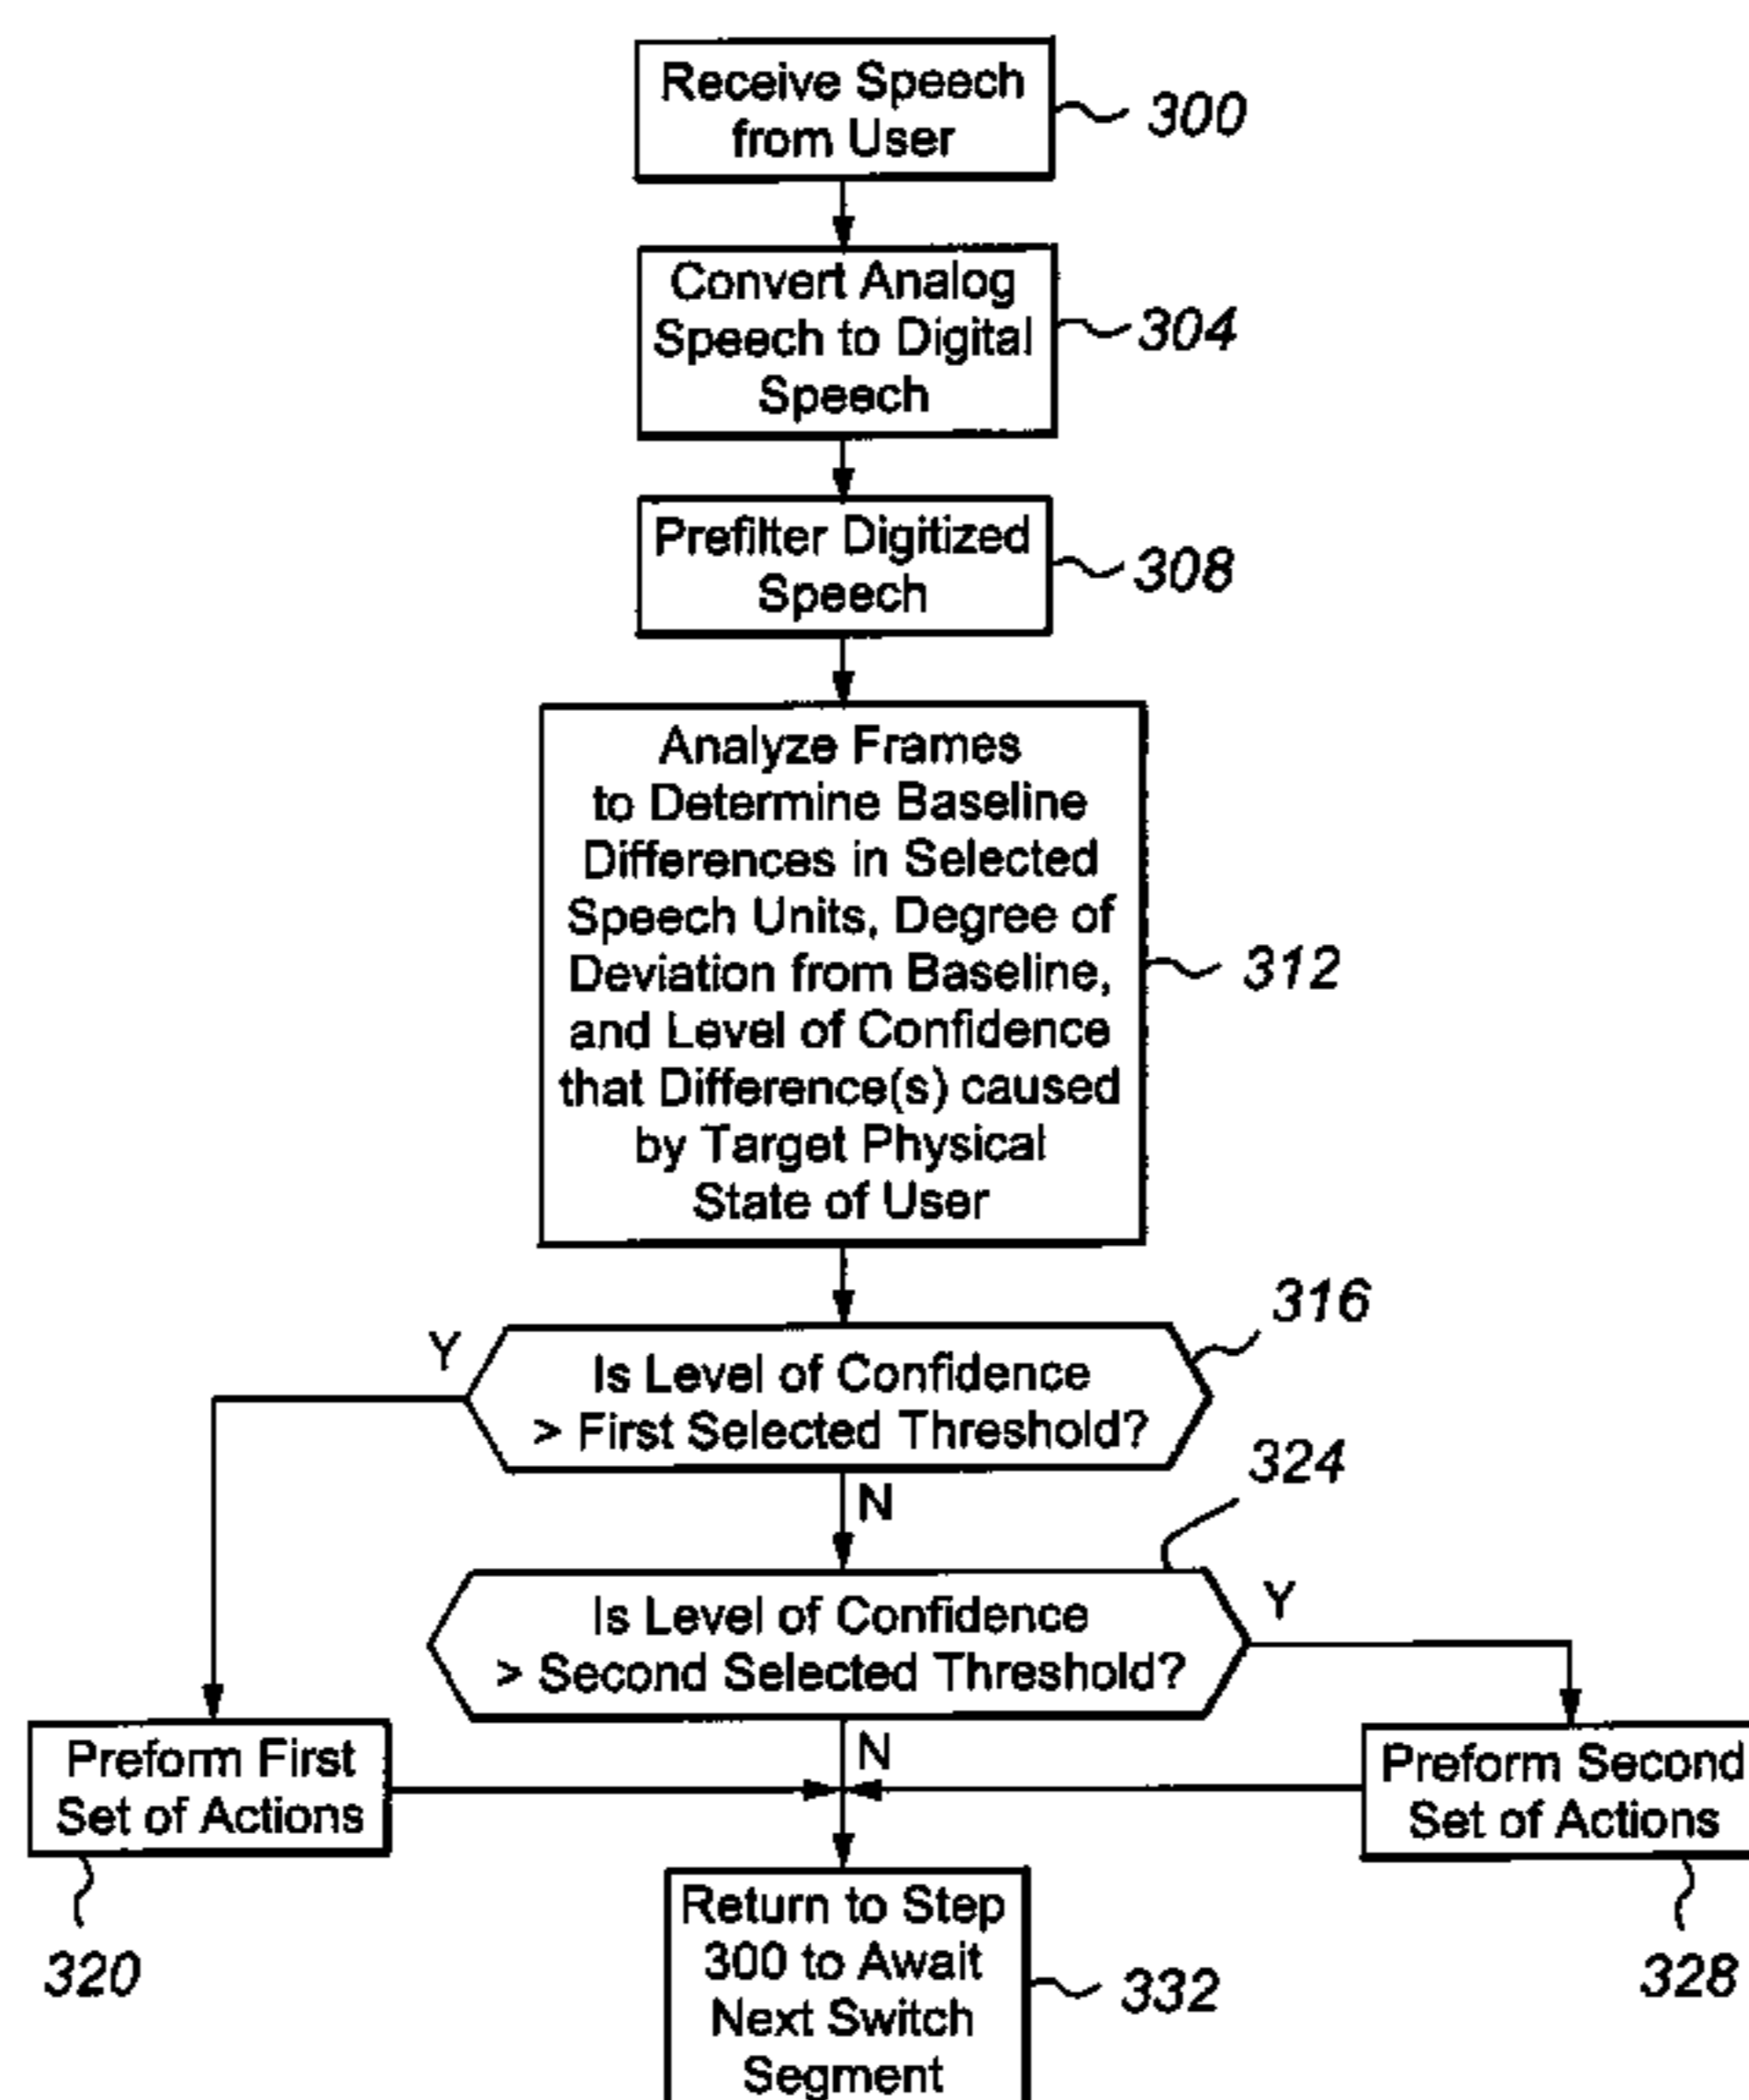 Receive Speech
from User
300
Convert Analog
Speech to Digital
Speech
304
Prefilter Digitized
Speech
308
Analyze Frames
to Determine Baseline
Differences in Selected
Speech Units, Degree of
Deviation from Baseline,
and Level of Confidence
that Difference(s) caused
by Target Physical
State of User
312
316
Y
Is Level of Confidence
> First Selected Threshold?
N
324
Is Level of Confidence
> Second Selected Threshold?
Y
N
Preform First
Set of Actions
320
Preform Second
Set of Actions
328
Return to Step
300 to Await
Next Switch
Segment
332